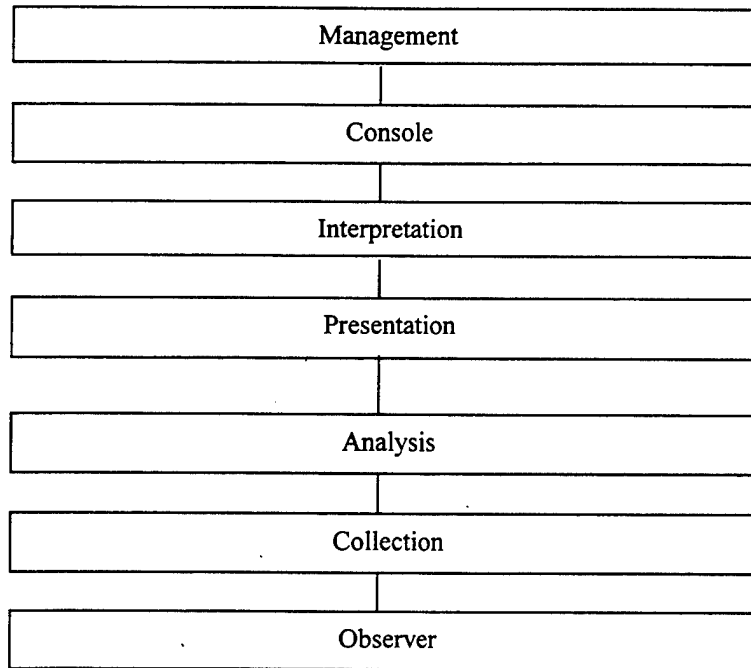 Management
Console
Interpretation
Presentation
Analysis
Collection
Observer